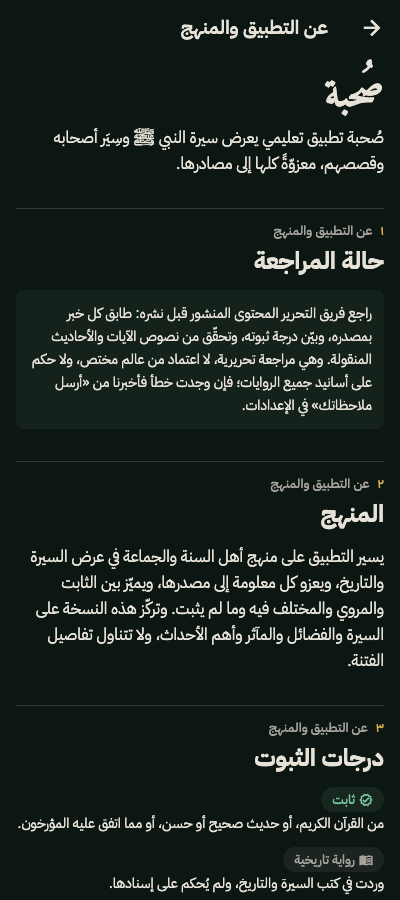 عن التطبيق والمنهج
صُحبة
صُحبة تطبيق تعليمي يعرض سيرة النبي ﷺ وسِيَر أصحابه
وقصصهم، معزوّةً كلها إلى مصادرها.
١ عن التطبيق والمنهج
حالة المراجعة
راجع فريق التحرير المحتوى المنشور قبل نشره: طابق كل خبر
بمصدره، وبيّن درجة ثبوته، وتحقّق من نصوص الآيات والأحاديث
المنقولة. وهي مراجعة تحريرية، لا اعتماد من عالم مختص، ولا حكم
على أسانيد جميع الروايات؛ فإن وجدت خطأ فأخبرنا من «أرسل
ملاحظاتك» في الإعدادات.
٢ عن التطبيق والمنهج
المنهج
يسير التطبيق على منهج أهل السنة والجماعة في عرض السيرة
والتاريخ، ويعزو كل معلومة إلى مصدرها، ويميّز بين الثابت
والمروي والمختلف فيه وما لم يثبت. وتركّز هذه النسخة على
السيرة والفضائل والمآثر وأهم الأحداث، ولا تتناول تفاصيل
الفتنة.
٣ عن التطبيق والمنهج
درجات الثبوت
ثابت
من القرآن الكريم، أو حديث صحيح أو حسن، أو مما اتفق عليه المؤرخون.
رواية تاريخية
وردت في كتب السيرة والتاريخ، ولم يُحكم على إسنادها.